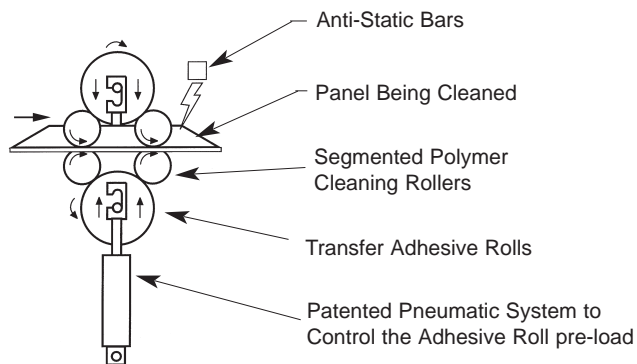 Anti-Static Bars
Panel Being Cleaned
Segmented Polymer
Cleaning Rollers
Transfer Adhesive Rolls
Patented Pneumatic System to
Control the Adhesive Roll pre-load